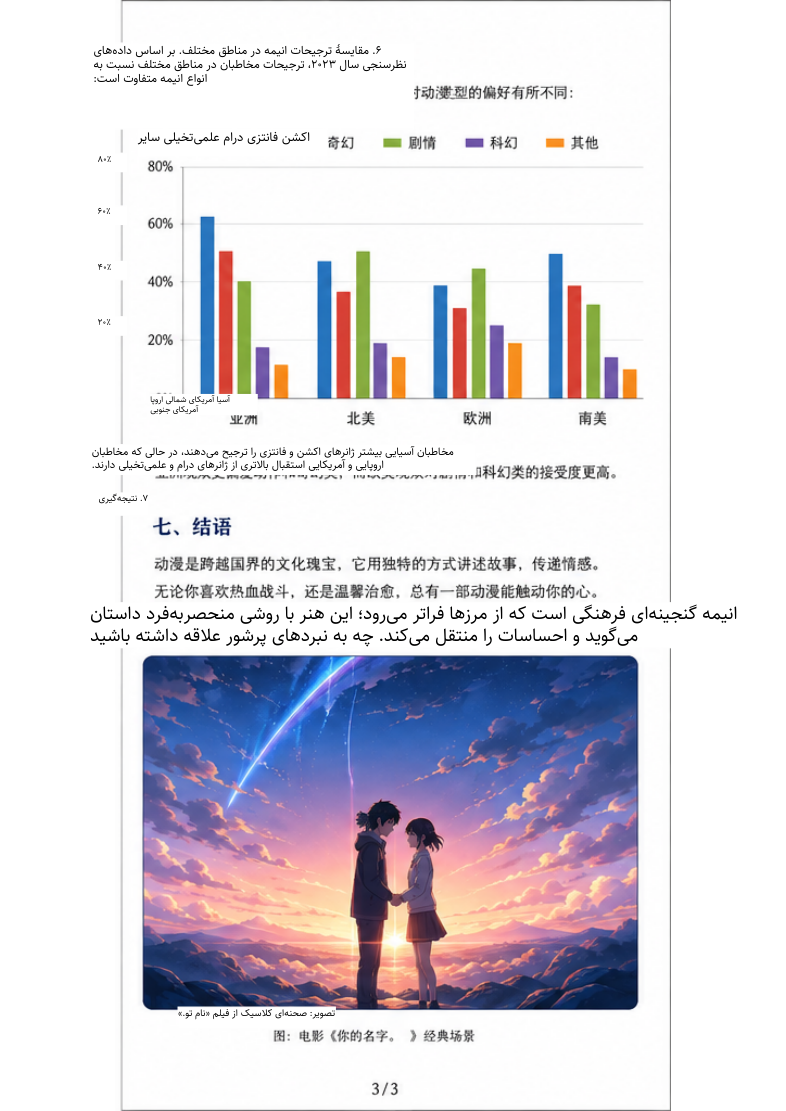 ۶. مقایسهٔ ترجیحات انیمه در مناطق مختلف. بر اساس داده‌های
نظرسنجی سال ۲۰۲۳، ترجیحات مخاطبان در مناطق مختلف نسبت به
انواع انیمه متفاوت است:
对动漫类型的偏好有所不同：
اکشن فانتزی درام علمی‌تخیلی سایر
奇幻 剧情 科幻 其他
۸۰٪ 80%
۶۰٪ 60%
۴۰٪ 40%
۲۰٪ 20%
آسیا آمریکای شمالی اروپا
آمریکای جنوبی
亚洲 北美 欧洲 南美
مخاطبان آسیایی بیشتر ژانرهای اکشن و فانتزی را ترجیح می‌دهند، در حالی که مخاطبان
اروپایی و آمریکایی استقبال بالاتری از ژانرهای درام و علمی‌تخیلی دارند.
和科幻类的接受度更高。
۷. نتیجه‌گیری
七、结语
动漫是跨越国界的文化瑰宝，它用独特的方式讲述故事，传递情感。
无论你喜欢热血战斗，还是温馨治愈，总有一部动漫能触动你的心。
انیمه گنجینه‌ای فرهنگی است که از مرزها فراتر می‌رود؛ این هنر با روشی منحصربه‌فرد داستان
می‌گوید و احساسات را منتقل می‌کند. چه به نبردهای پرشور علاقه داشته باشید
تصویر: صحنه‌ای کلاسیک از فیلم «نام تو.»
图：电影《你的名字。》经典场景
3/3